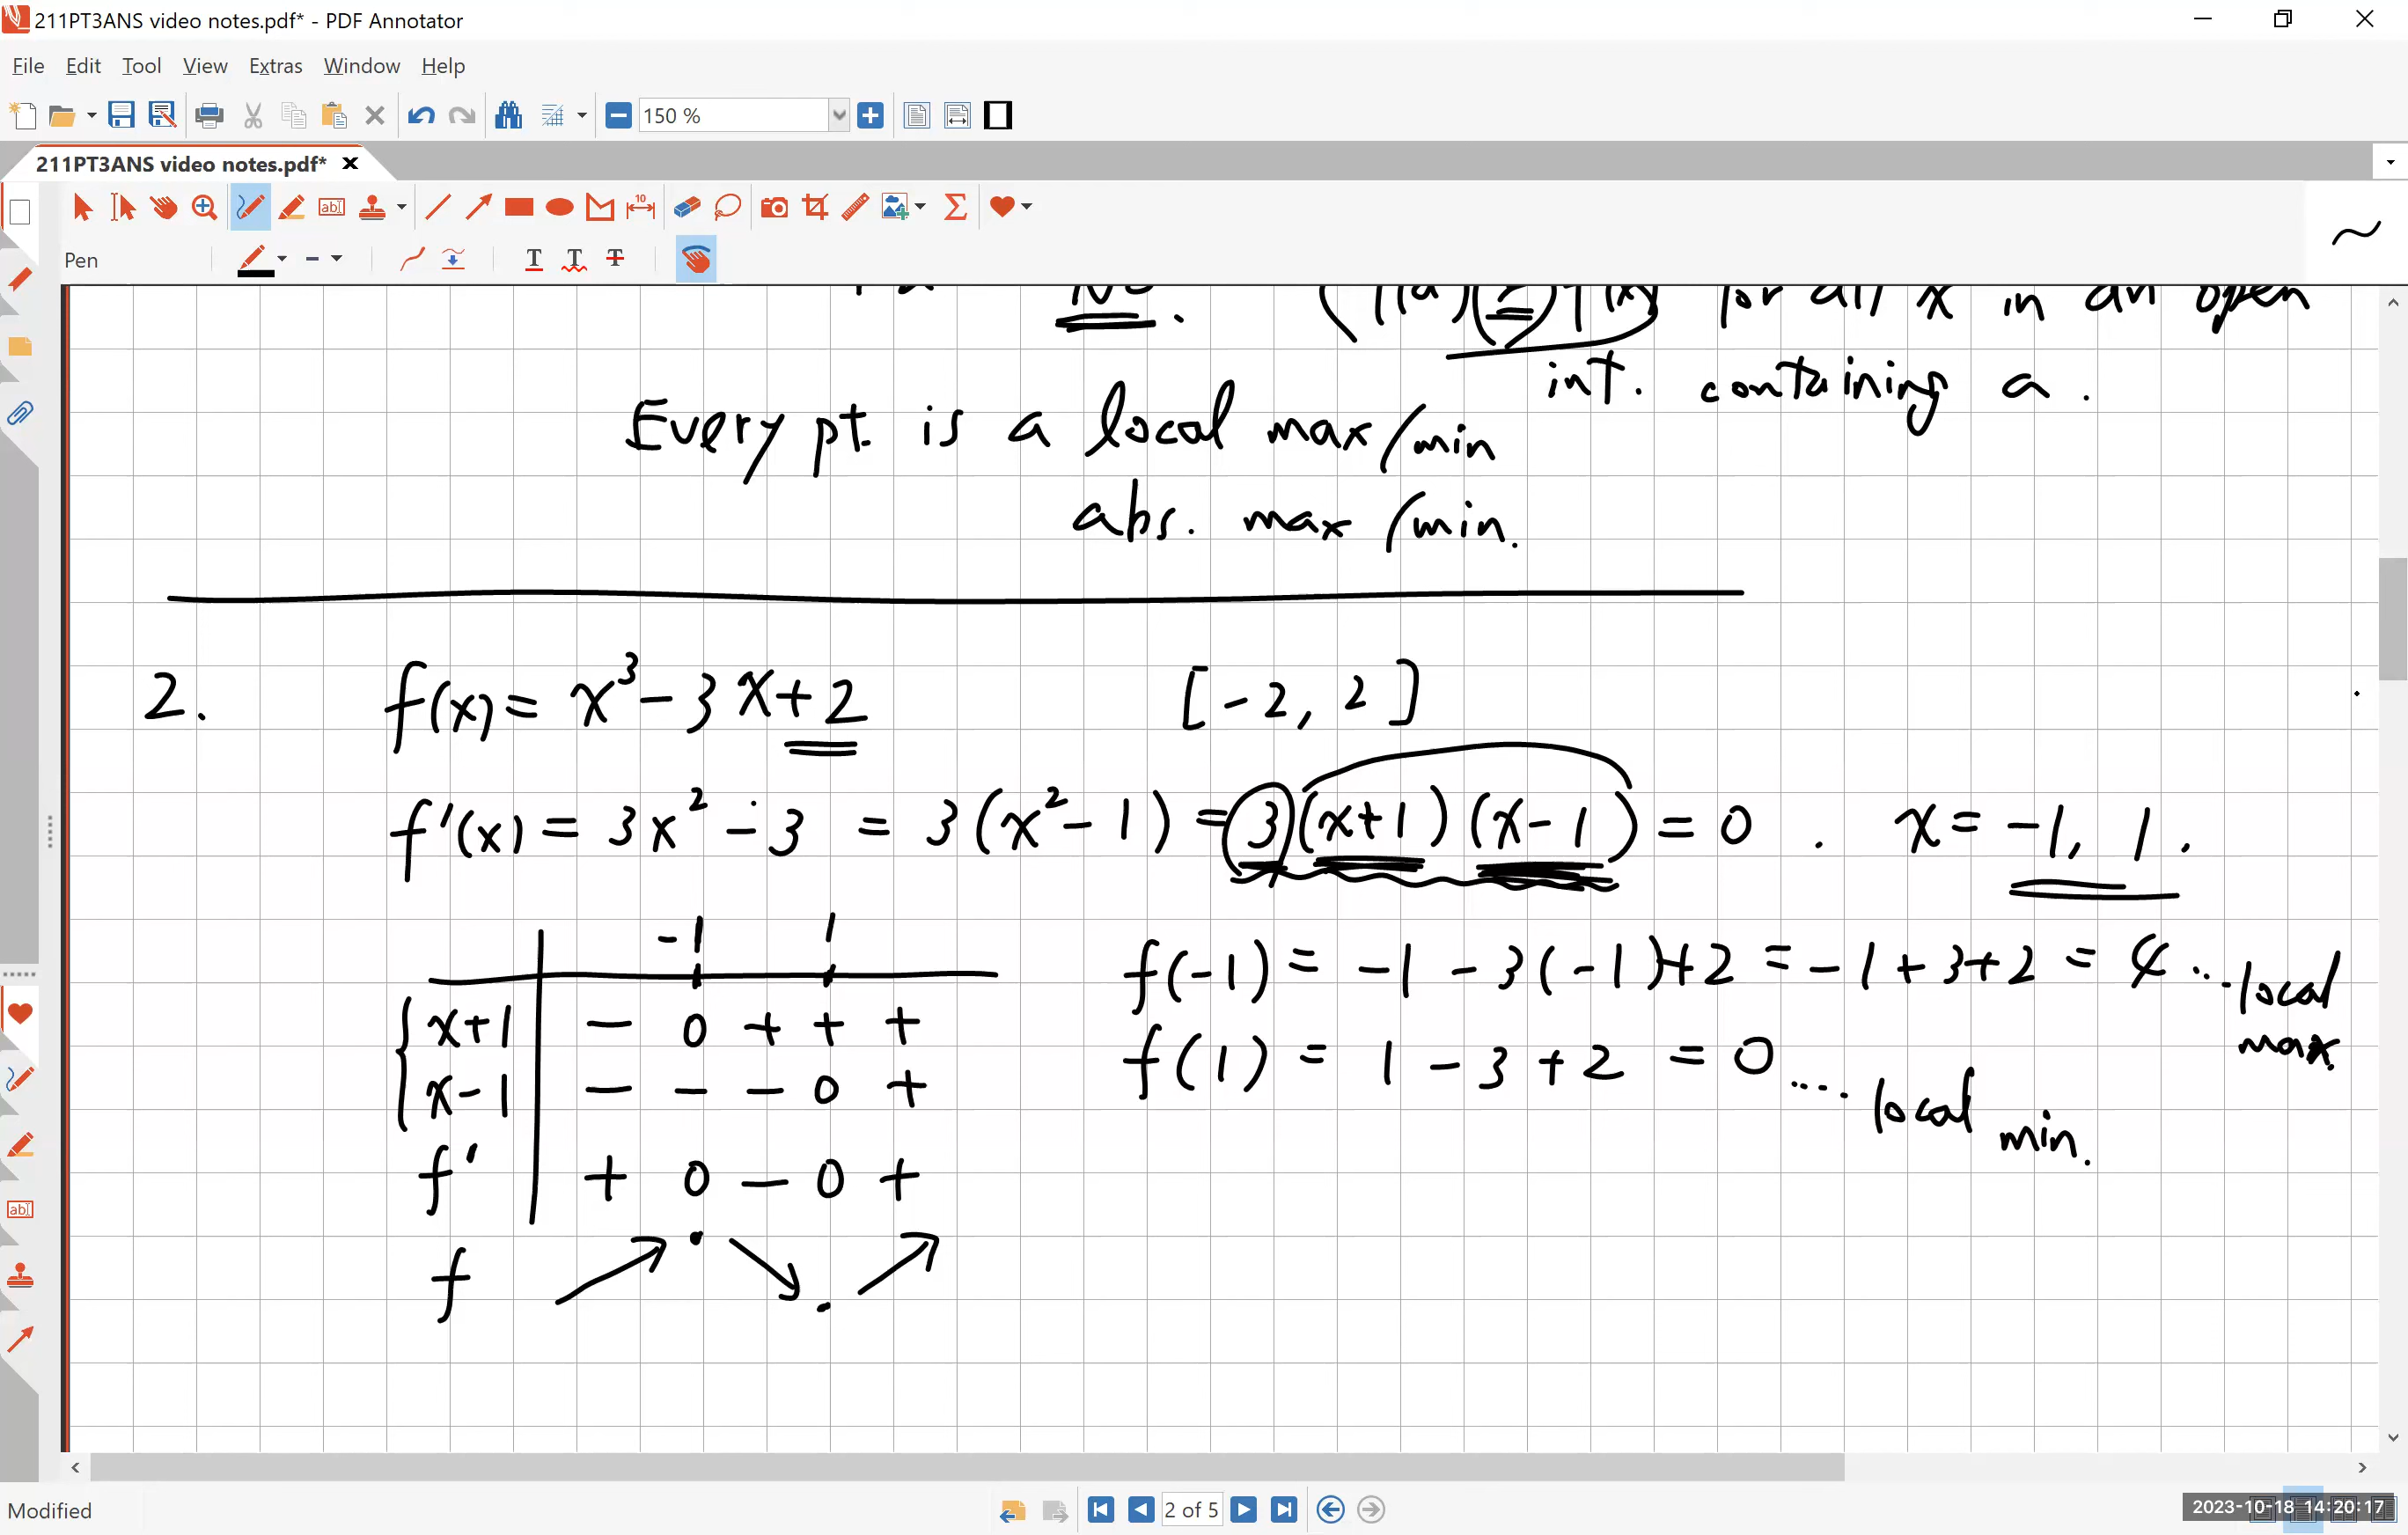 211PT3ANS video notes.pdf* - PDF Annotator
File Edit Tool View Extras Window Help
150 %
211PT3ANS video notes.pdf*
Pen
for all x in an open
int. containing a.
Every pt. is a local max/min
abs. max/min.
2. f(x) = x³ - 3x + 2 [-2, 2]
f'(x) = 3x² - 3 = 3(x² - 1) = 3(x+1)(x-1) = 0 . x = -1, 1.
-1 1
x+1 - 0 + + +
x-1 - - - 0 +
f' + 0 - 0 +
f
f(-1) = -1 - 3(-1)+2 = -1+3+2 = 4 ... local
max.
f(1) = 1 - 3 + 2 = 0 .... local min.
Modified
2 of 5
2023-10-18 14:20:17